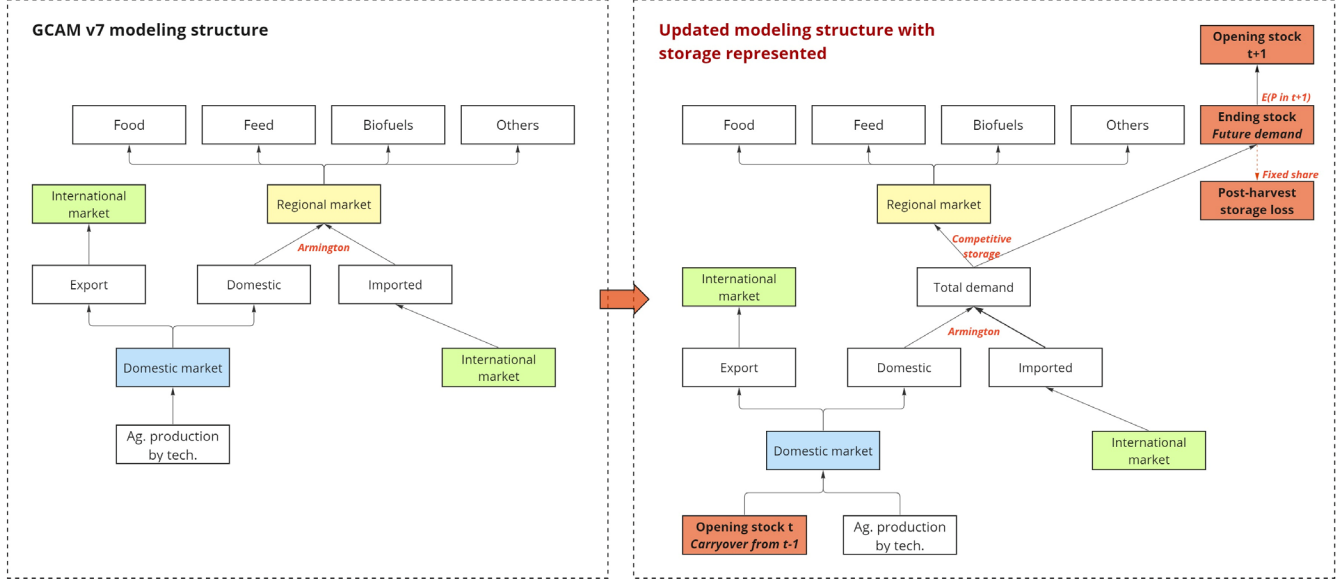 GCAM v7 modeling structure
Food
Feed
Biofuels
Others
International
market
Regional market
Armington
Export
Domestic
Imported
Domestic market
International
market
Ag. production
by tech.
Updated modeling structure with
storage represented
Opening stock
t+1
E(P in t+1)
Food
Feed
Biofuels
Others
Ending stock
Future demand
Fixed share
Post-harvest
storage loss
Regional market
Competitive
storage
International
market
Total demand
Armington
Export
Domestic
Imported
Domestic market
International
market
Opening stock t
Carryover from t-1
Ag. production
by tech.